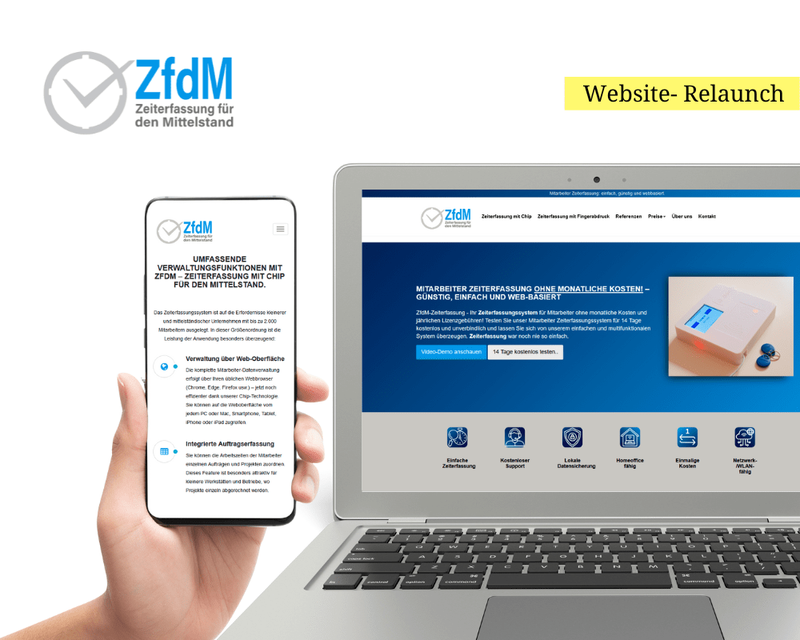 ZfdM
Zeiterfassung für
den Mittelstand
Website- Relaunch
ZfdM
Zeiterfassung für
den Mittelstand
UMFASSENDE
VERWALTUNGSFUNKTIONEN MIT
ZFDM – ZEITERFASSUNG MIT CHIP
FÜR DEN MITTELSTAND.
Das Zeiterfassungssystem ist auf die Erfordernisse kleinerer
und mittelständischer Unternehmen mit bis zu 2.000
Mitarbeitern ausgelegt. In dieser Größenordnung ist die
Leistung der Anwendung besonders überzeugend:
Verwaltung über Web-Oberfläche
Die komplette Mitarbeiter-Datenverwaltung
erfolgt über Ihren üblichen Webbrowser
(Chrome, Edge, Firefox usw.) – jetzt noch
effizienter dank unserer Chip-Technologie.
Sie können auf die Weboberfläche vom
jedem PC oder Mac, Smartphone, Tablet,
iPhone oder iPad zugreifen.
Integrierte Auftragserfassung
Sie können die Arbeitszeiten der Mitarbeiter
einzelnen Aufträgen und Projekten zuordnen.
Dieses Feature ist besonders attraktiv für
kleinere Werkstätten und Betriebe, wo
Projekte einzeln abgerechnet werden.
Mitarbeiter Zeiterfassung: einfach, günstig und webbasiert
ZfdM
Zeiterfassung für
den Mittelstand
Zeiterfassung mit Chip Zeiterfassung mit Fingerabdruck Referenzen Preise Über uns Kontakt
MITARBEITER ZEITERFASSUNG OHNE MONATLICHE KOSTEN! –
GÜNSTIG, EINFACH UND WEB-BASIERT
ZfdM-Zeiterfassung - Ihr Zeiterfassungssystem für Mitarbeiter ohne monatliche Kosten und
jährlichen Lizenzgebühren! Testen Sie unser Mitarbeiter Zeiterfassungssystem für 14 Tage
kostenlos und unverbindlich und lassen Sie sich von unserem einfachen und multifunktionalen
System überzeugen. Zeiterfassung war noch nie so einfach.
Video-Demo anschauen
14 Tage kostenlos testen..
Einfache
Zeiterfassung
Kostenloser
Support
Lokale
Datensicherung
Homeoffice
fähig
1
Einmalige
Kosten
Netzwerk-
/WLAN-
fähig